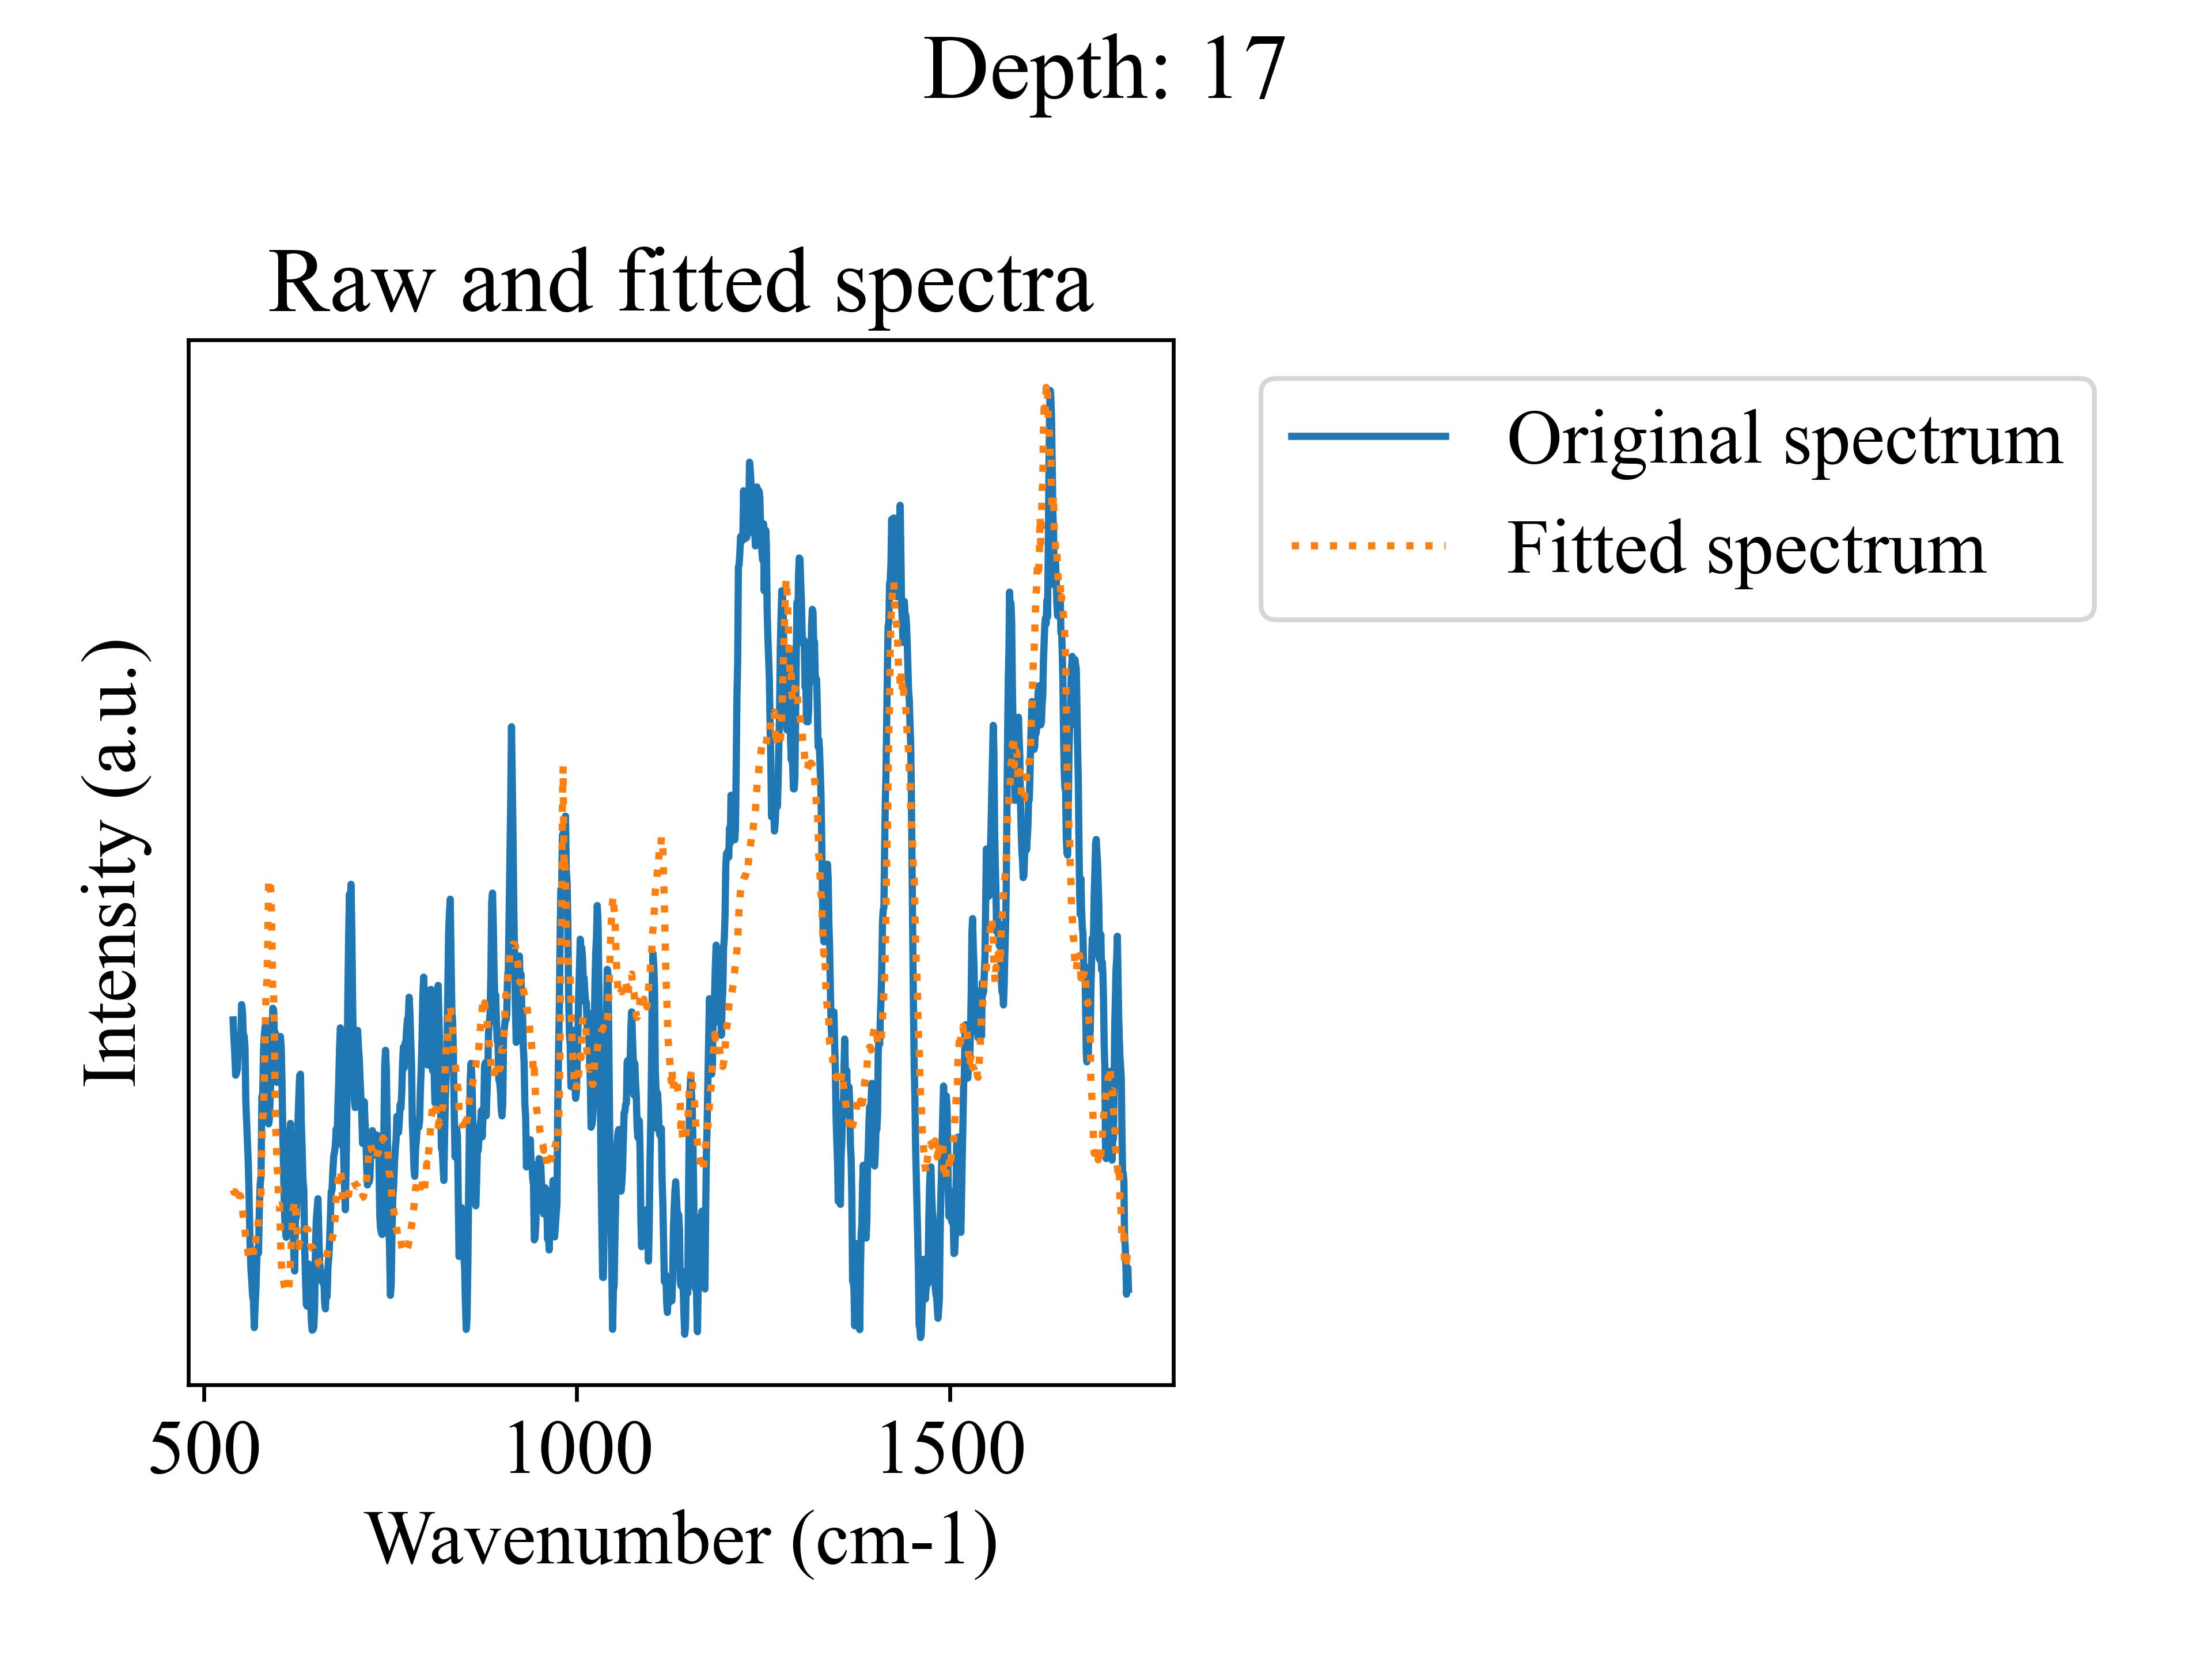 Depth: 17
Raw and fitted spectra
Original spectrum
Fitted spectrum
Intensity (a.u.)
500 1000 1500
Wavenumber (cm-1)